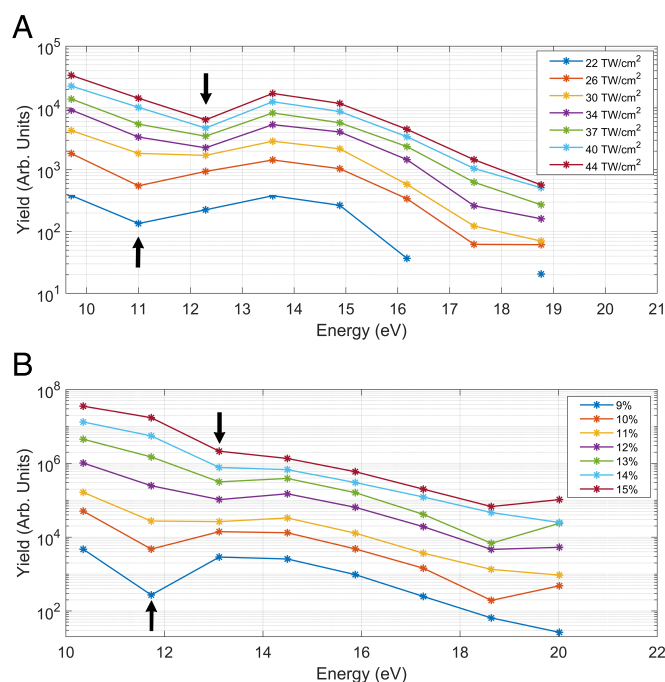 A
Yield (Arb. Units)
10^5
10^4
10^3
10^2
10^1
22 TW/cm^2
26 TW/cm^2
30 TW/cm^2
34 TW/cm^2
37 TW/cm^2
40 TW/cm^2
44 TW/cm^2
10 11 12 13 14 15 16 17 18 19 20 21
Energy (eV)
B
Yield (Arb. Units)
10^8
10^6
10^4
10^2
9%
10%
11%
12%
13%
14%
15%
10 12 14 16 18 20 22
Energy (eV)